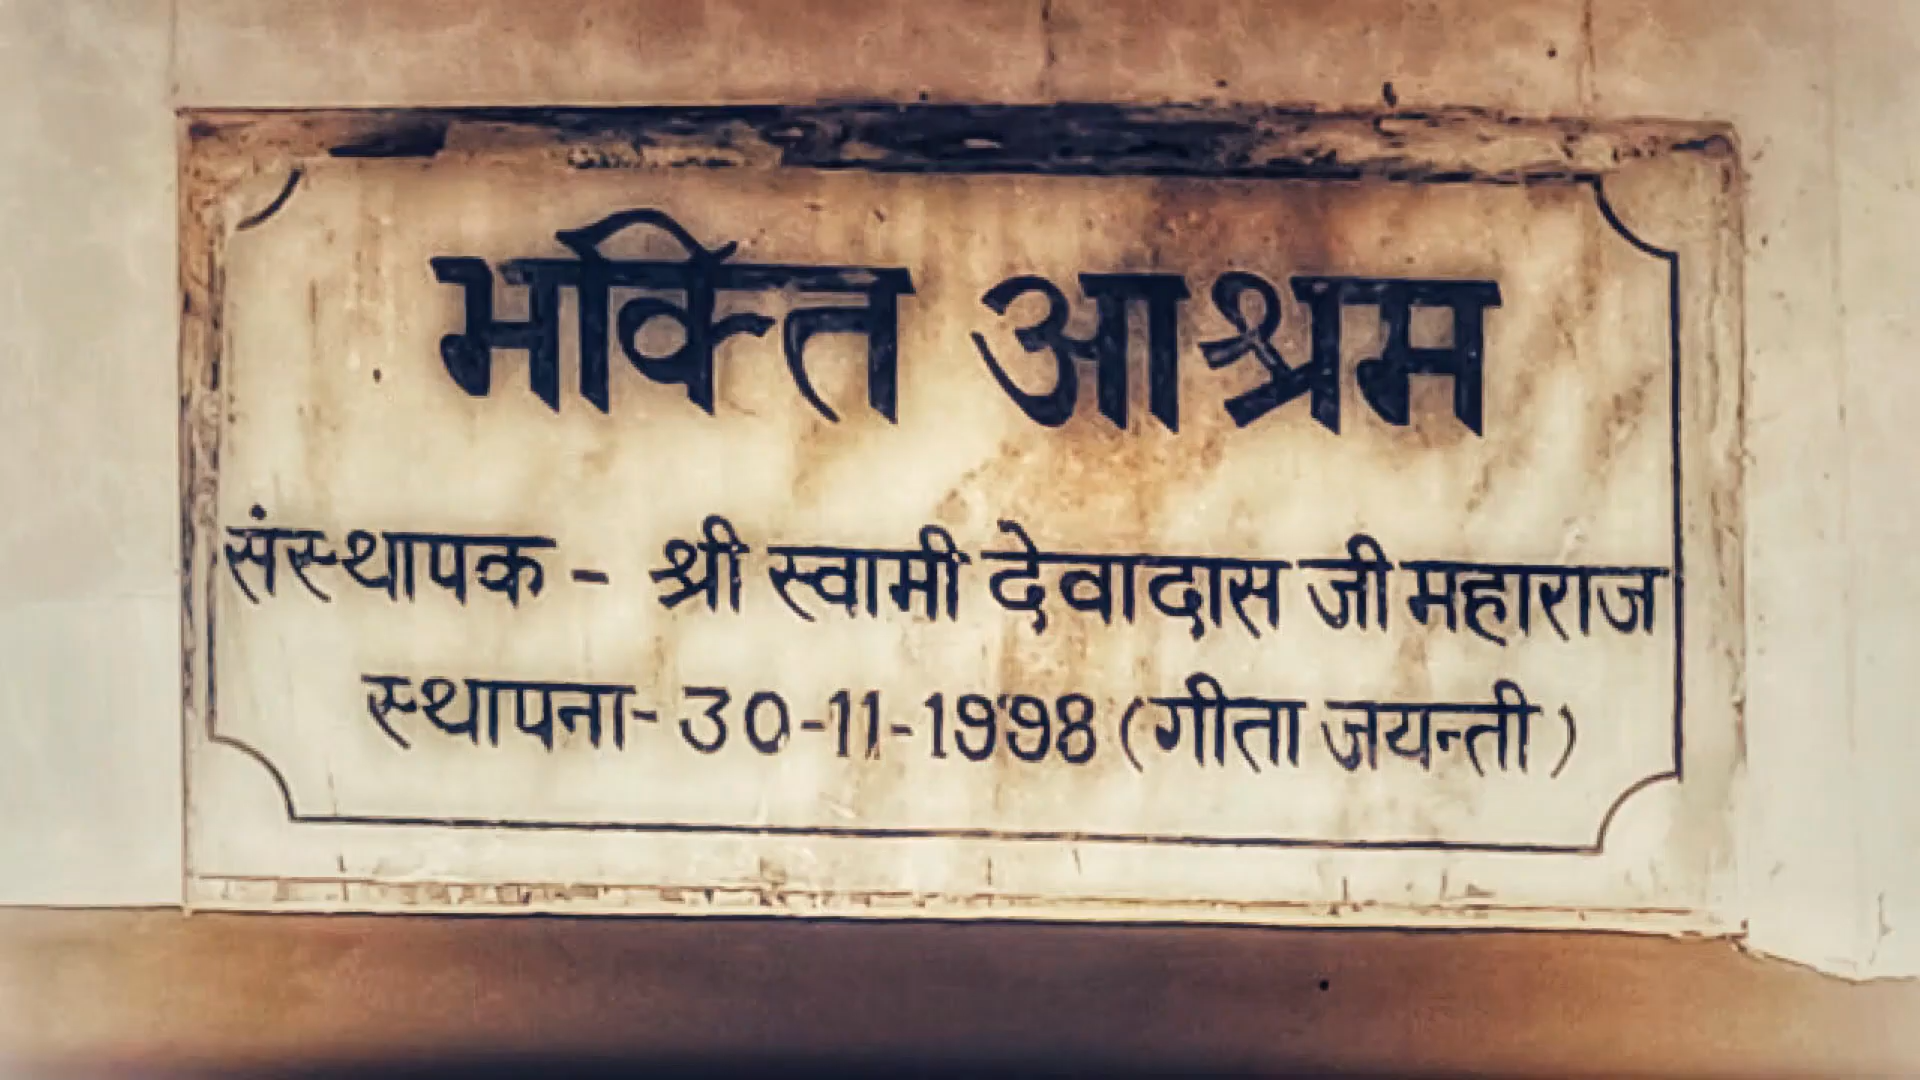 भक्ति आश्रम
संस्थापक - श्री स्वामी देवादास जी महाराज
स्थापना- 30-11-1998 (गीता जयन्ती)